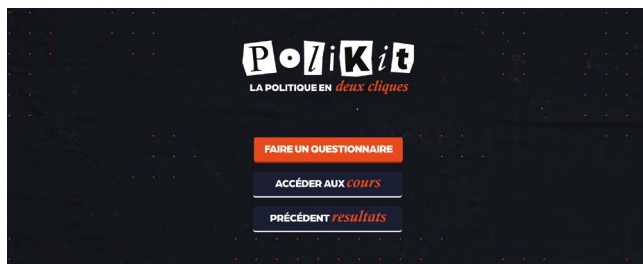 PoliKit
LA POLITIQUE EN deux cliques
FAIRE UN QUESTIONNAIRE
ACCÉDER AUX cours
PRÉCÉDENT resultats